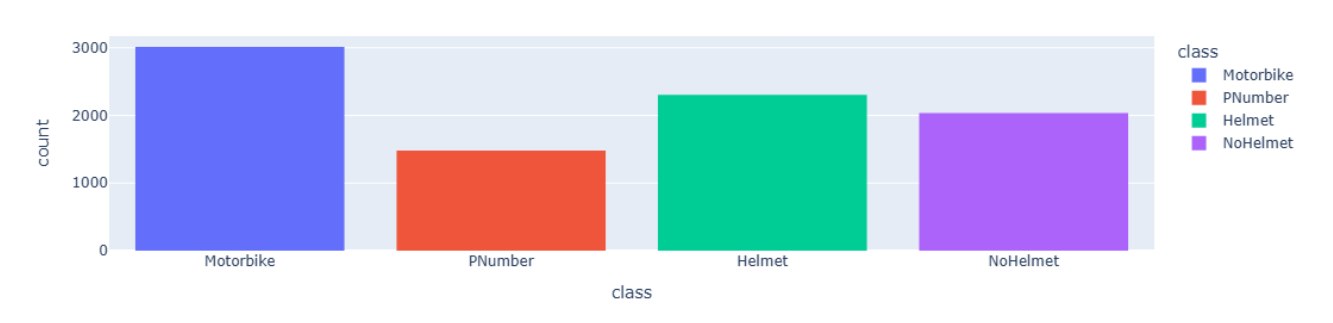 3000
2000
1000
0
count
Motorbike PNumber Helmet NoHelmet
class
class
Motorbike
PNumber
Helmet
NoHelmet